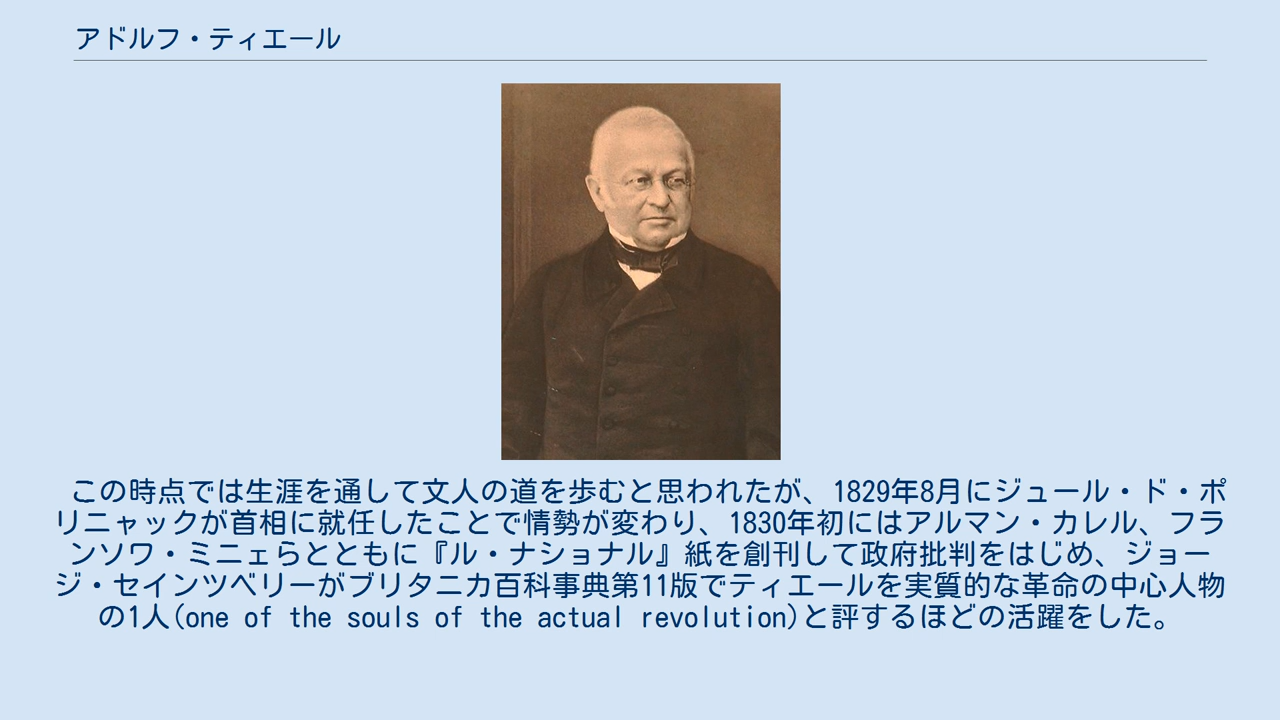 アドルフ・ティエール
この時点では生涯を通して文人の道を歩むと思われたが、1829年8月にジュール・ド・ポ
リニャックが首相に就任したことで情勢が変わり、1830年初にはアルマン・カレル、フラ
ンソワ・ミニェらとともに『ル・ナショナル』紙を創刊して政府批判をはじめ、ジョー
ジ・セインツベリーがブリタニカ百科事典第11版でティエールを実質的な革命の中心人物
の1人(one of the souls of the actual revolution)と評するほどの活躍をした。